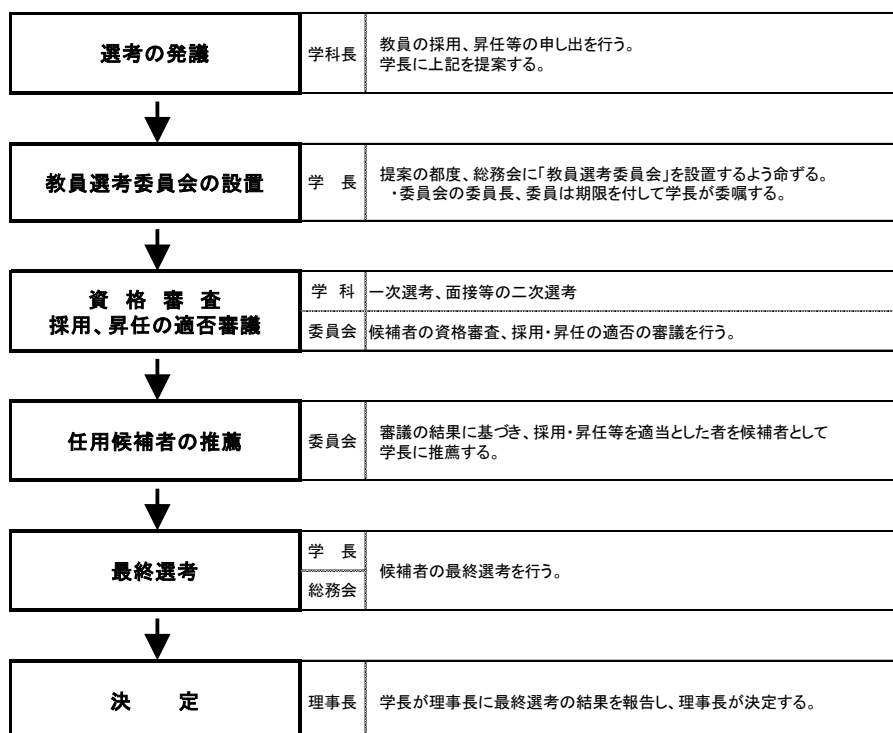 選考の発議
学科長
教員の採用、昇任等の申し出を行う。
学長に上記を提案する。
教員選考委員会の設置
学 長
提案の都度、総務会に「教員選考委員会」を設置するよう命ずる。
・委員会の委員長、委員は期限を付して学長が委嘱する。
資 格 審 査
採用、昇任の適否審議
学 科
一次選考、面接等の二次選考
委員会
候補者の資格審査、採用・昇任の適否の審議を行う。
任用候補者の推薦
委員会
審議の結果に基づき、採用・昇任等を適当とした者を候補者として
学長に推薦する。
最終選考
学 長
総務会
候補者の最終選考を行う。
決 定
理事長
学長が理事長に最終選考の結果を報告し、理事長が決定する。